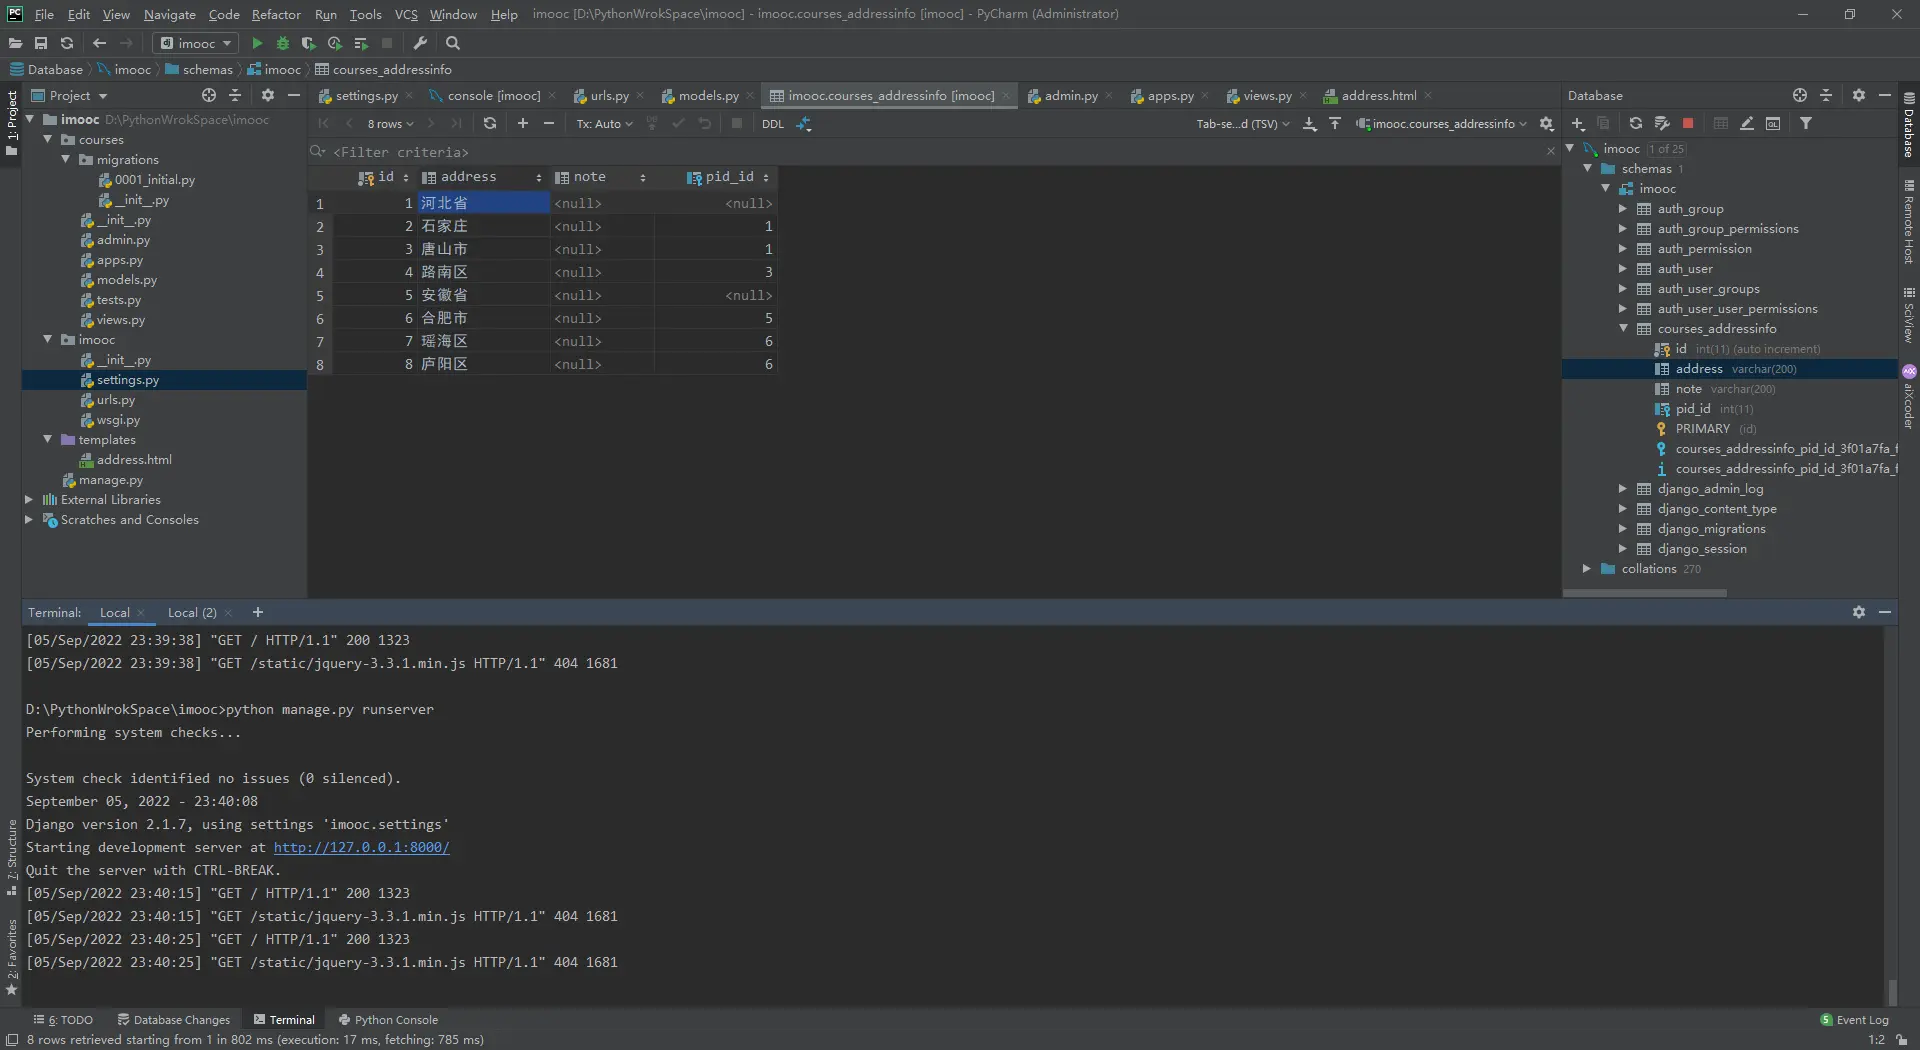 File Edit View Navigate Code Refactor Run Tools VCS Window Help imooc [D:\PythonWrokSpace\imooc] - imooc.courses_addressinfo [imooc] - PyCharm (Administrator)
imooc
Database imooc schemas imooc courses_addressinfo
Project settings.py console [imooc] urls.py models.py imooc.courses_addressinfo [imooc] admin.py apps.py views.py address.html Database
8 rows Tx: Auto DDL Tab-se...d (TSV) imooc.courses_addressinfo
<Filter criteria>
id address note pid_id
1 1 河北省 <null> <null>
2 2 石家庄 <null> 1
3 3 唐山市 <null> 1
4 4 路南区 <null> 3
5 5 安徽省 <null> <null>
6 6 合肥市 <null> 5
7 7 瑶海区 <null> 6
8 8 庐阳区 <null> 6
1: Project
imooc D:\PythonWrokSpace\imooc
courses
migrations
0001_initial.py
__init__.py
__init__.py
admin.py
apps.py
models.py
tests.py
views.py
imooc
__init__.py
settings.py
urls.py
wsgi.py
templates
address.html
manage.py
External Libraries
Scratches and Consoles
imooc 1 of 25
schemas 1
imooc
auth_group
auth_group_permissions
auth_permission
auth_user
auth_user_groups
auth_user_user_permissions
courses_addressinfo
id int(11) (auto increment)
address varchar(200)
note varchar(200)
pid_id int(11)
PRIMARY (id)
courses_addressinfo_pid_id_3f01a7fa_f
courses_addressinfo_pid_id_3f01a7fa_f
django_admin_log
django_content_type
django_migrations
django_session
collations 270
Database
Remote Host
SciView
aiXcoder
Terminal: Local Local (2)
[05/Sep/2022 23:39:38] "GET / HTTP/1.1" 200 1323
[05/Sep/2022 23:39:38] "GET /static/jquery-3.3.1.min.js HTTP/1.1" 404 1681
D:\PythonWrokSpace\imooc>python manage.py runserver
Performing system checks...
System check identified no issues (0 silenced).
September 05, 2022 - 23:40:08
Django version 2.1.7, using settings 'imooc.settings'
Starting development server at http://127.0.0.1:8000/
Quit the server with CTRL-BREAK.
[05/Sep/2022 23:40:15] "GET / HTTP/1.1" 200 1323
[05/Sep/2022 23:40:15] "GET /static/jquery-3.3.1.min.js HTTP/1.1" 404 1681
[05/Sep/2022 23:40:25] "GET / HTTP/1.1" 200 1323
[05/Sep/2022 23:40:25] "GET /static/jquery-3.3.1.min.js HTTP/1.1" 404 1681
7: Structure
2: Favorites
6: TODO Database Changes Terminal Python Console 5 Event Log
8 rows retrieved starting from 1 in 802 ms (execution: 17 ms, fetching: 785 ms) 1:2